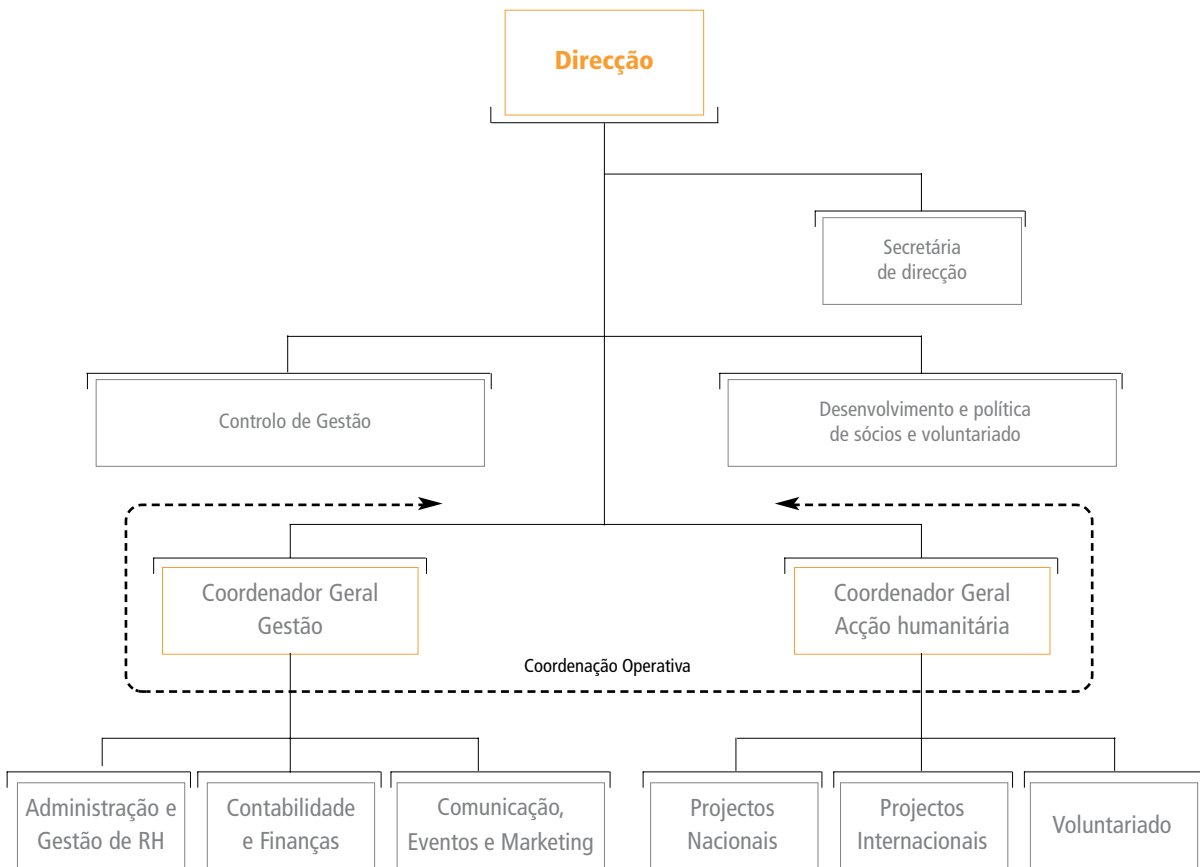 Direcção
Secretária
de direcção
Controlo de Gestão
Desenvolvimento e política
de sócios e voluntariado
Coordenador Geral
Gestão
Coordenador Geral
Acção humanitária
Coordenação Operativa
Administração e
Gestão de RH
Contabilidade
e Finanças
Comunicação,
Eventos e Marketing
Projectos
Nacionais
Projectos
Internacionais
Voluntariado